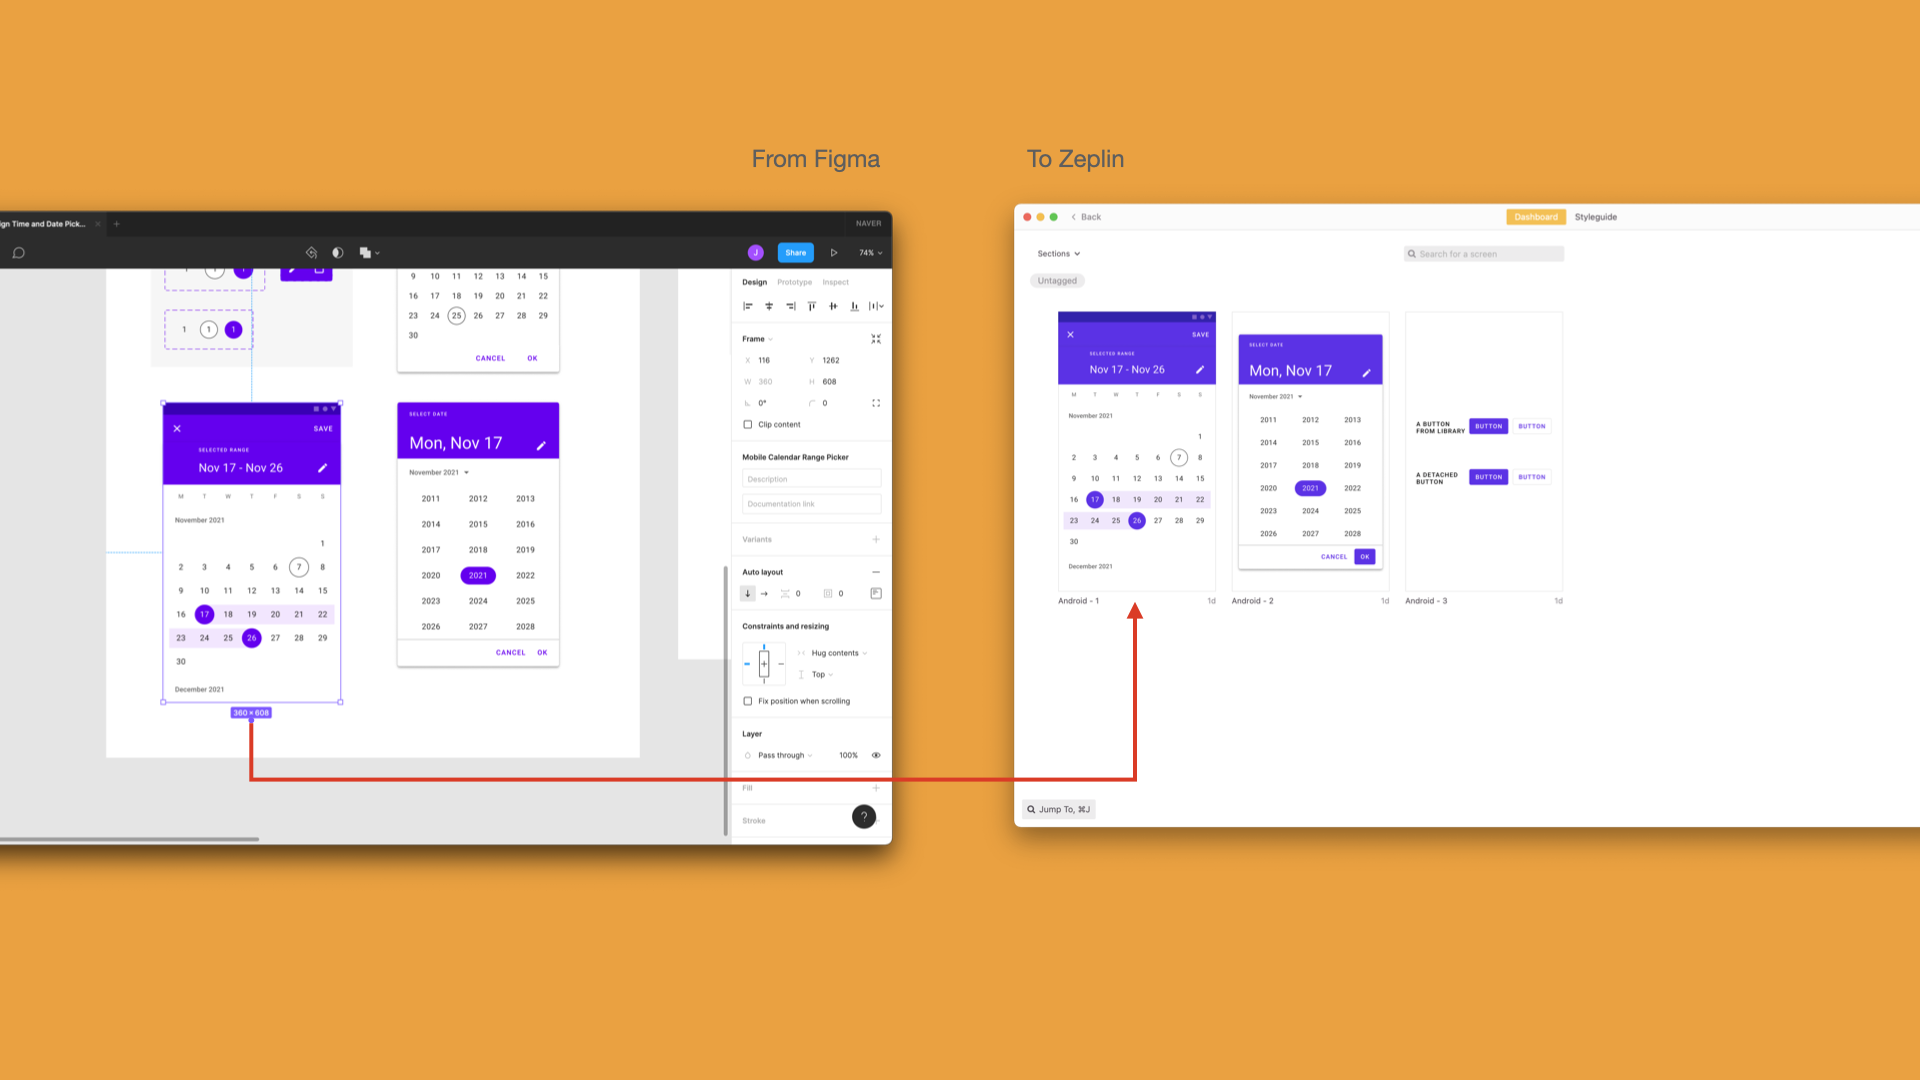 From Figma
To Zeplin
ign Time and Date Pick...
NAVER
J
Share
74%
1
1
1
9 10 11 12 13 14 15
16 17 18 19 20 21 22
23 24 25 26 27 28 29
30
CANCEL OK
SAVE
SELECTED RANGE
Nov 17 - Nov 26
M T W T F S S
November 2021
1
2 3 4 5 6 7 8
9 10 11 12 13 14 15
16 17 18 19 20 21 22
23 24 25 26 27 28 29
30
December 2021
360 × 608
SELECT DATE
Mon, Nov 17
November 2021
2011 2012 2013
2014 2015 2016
2017 2018 2019
2020 2021 2022
2023 2024 2025
2026 2027 2028
CANCEL OK
Design Prototype Inspect
Frame
X 116 Y 1262
W 360 H 608
0° 0
Clip content
Mobile Calendar Range Picker
Description
Documentation link
Variants
Auto layout
0 0
Constraints and resizing
Hug contents
Top
Fix position when scrolling
Layer
Pass through 100%
Fill
Stroke
?
Back
Dashboard Styleguide
Sections
Search for a screen
Untagged
SAVE
SELECTED RANGE
Nov 17 - Nov 26
M T W T F S S
November 2021
1
2 3 4 5 6 7 8
9 10 11 12 13 14 15
16 17 18 19 20 21 22
23 24 25 26 27 28 29
30
December 2021
Android - 1 1d
SELECT DATE
Mon, Nov 17
November 2021
2011 2012 2013
2014 2015 2016
2017 2018 2019
2020 2021 2022
2023 2024 2025
2026 2027 2028
CANCEL OK
Android - 2 1d
A BUTTON
FROM LIBRARY
BUTTON BUTTON
A DETACHED
BUTTON
BUTTON BUTTON
Android - 3 1d
Jump To, ⌘J